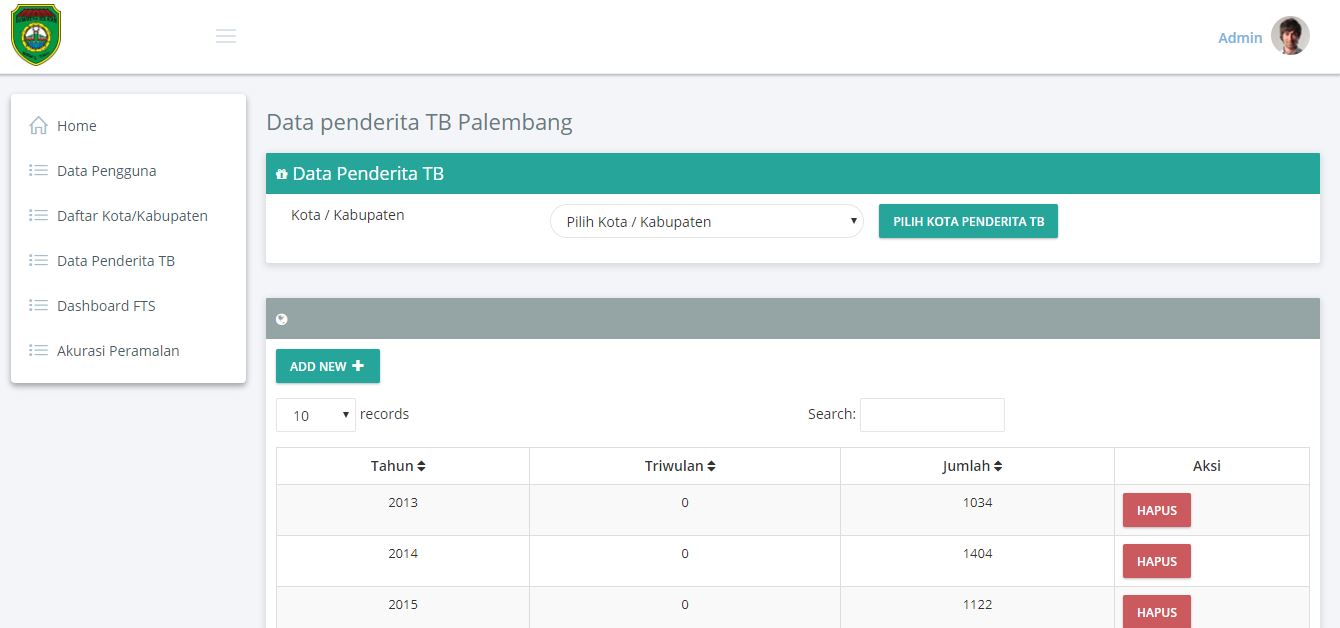 Admin
Home
Data Pengguna
Daftar Kota/Kabupaten
Data Penderita TB
Dashboard FTS
Akurasi Peramalan
Data penderita TB Palembang
Data Penderita TB
Kota / Kabupaten Pilih Kota / Kabupaten PILIH KOTA PENDERITA TB
ADD NEW
10 records Search:
Tahun Triwulan Jumlah Aksi
2013 0 1034 HAPUS
2014 0 1404 HAPUS
2015 0 1122 HAPUS